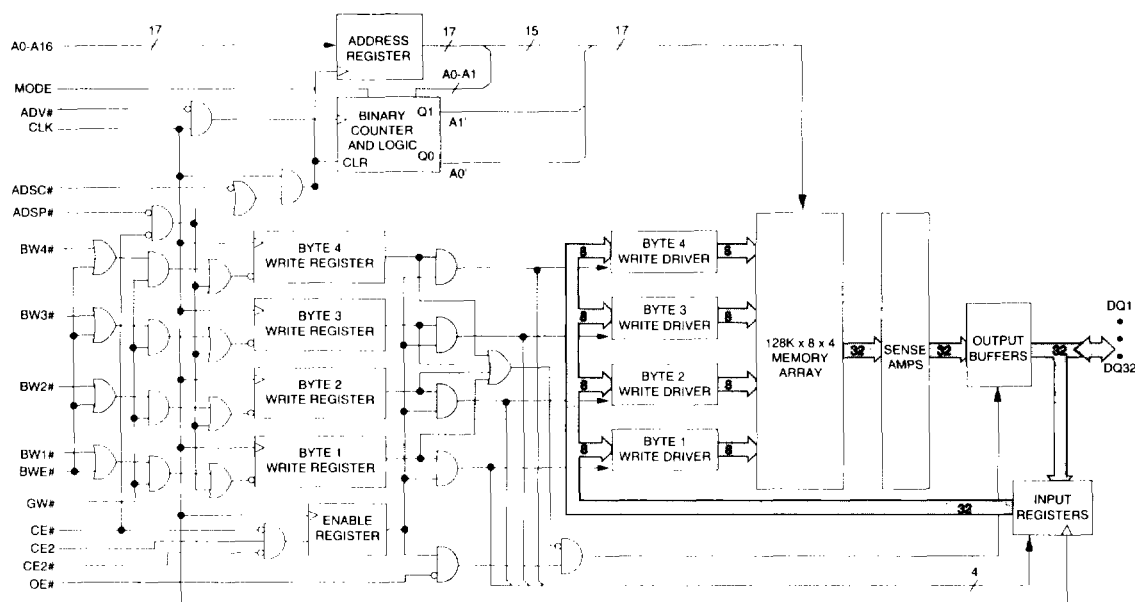 17
17
15
17
A0-A16
ADDRESS
REGISTER
A0-A1
MODE
ADV#
CLK
BINARY
COUNTER
AND LOGIC
Q1
Q0
CLR
A1'
A0'
ADSC#
ADSP#
BW4#
BYTE 4
WRITE REGISTER
8
BYTE 4
WRITE DRIVER
8
BW3#
BYTE 3
WRITE REGISTER
8
BYTE 3
WRITE DRIVER
8
128K x 8 x 4
MEMORY
ARRAY
32
SENSE
AMPS
32
OUTPUT
BUFFERS
32
DQ1
DQ32
BW2#
BYTE 2
WRITE REGISTER
8
BYTE 2
WRITE DRIVER
8
BW1#
BWE#
BYTE 1
WRITE REGISTER
8
BYTE 1
WRITE DRIVER
8
GW#
32
INPUT
REGISTERS
CE#
CE2
CE2#
OE#
ENABLE
REGISTER
4